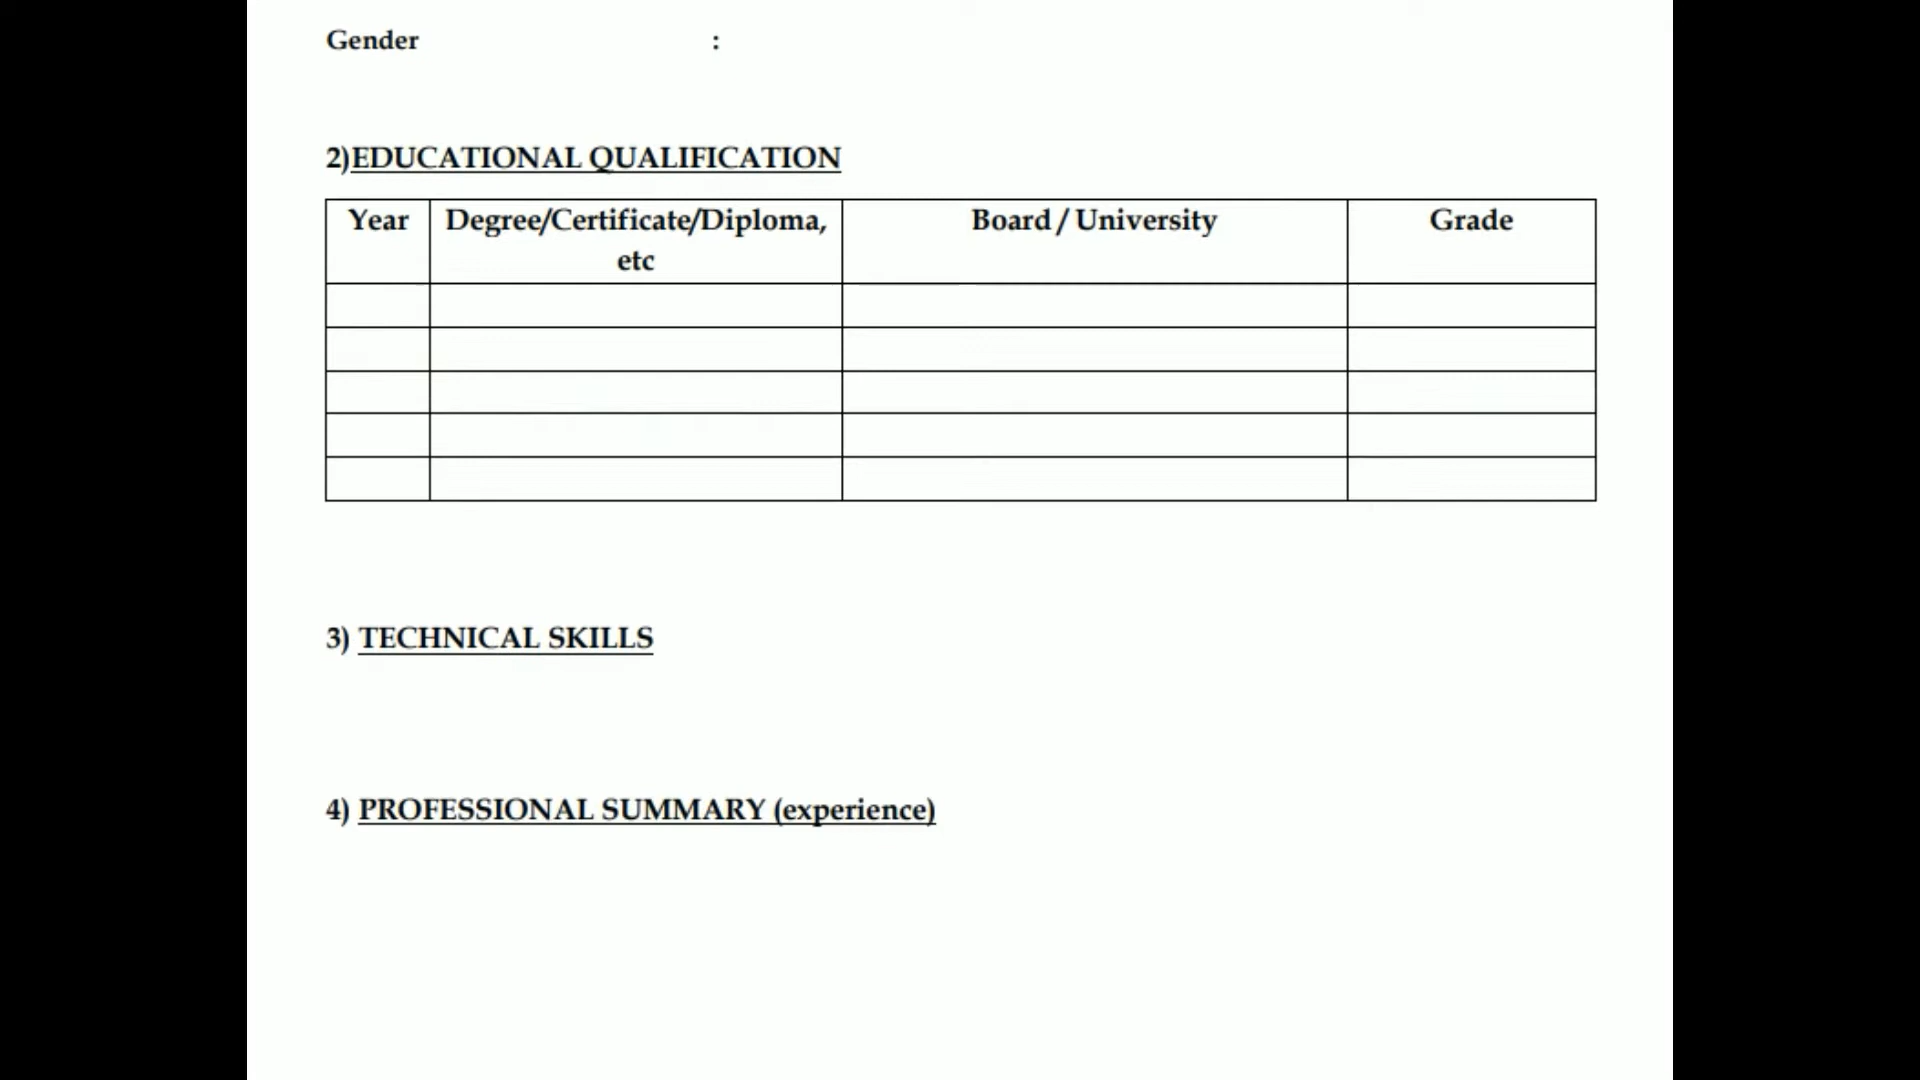 Gender :
2)EDUCATIONAL QUALIFICATION
Year Degree/Certificate/Diploma, Board / University Grade
etc
3) TECHNICAL SKILLS
4) PROFESSIONAL SUMMARY (experience)